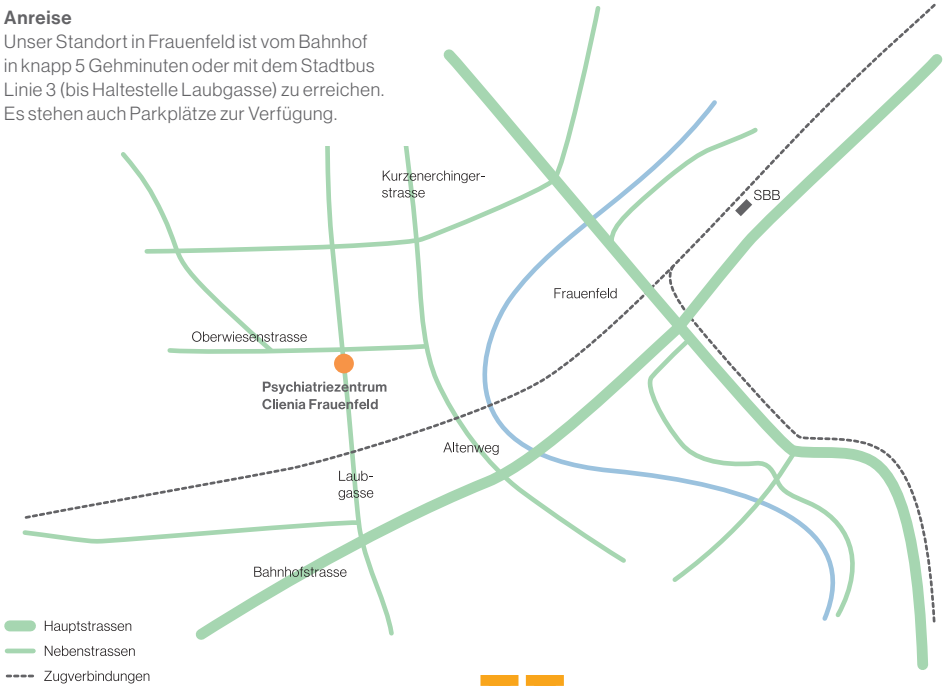 Anreise
Unser Standort in Frauenfeld ist vom Bahnhof
in knapp 5 Gehminuten oder mit dem Stadtbus
Linie 3 (bis Haltestelle Laubgasse) zu erreichen.
Es stehen auch Parkplätze zur Verfügung.
Kurzenerchinger-
strasse
SBB
Frauenfeld
Oberwiesenstrasse
Psychiatriezentrum
Clienia Frauenfeld
Altenweg
Laub-
gasse
Bahnhofstrasse
Hauptstrassen
Nebenstrassen
Zugverbindungen